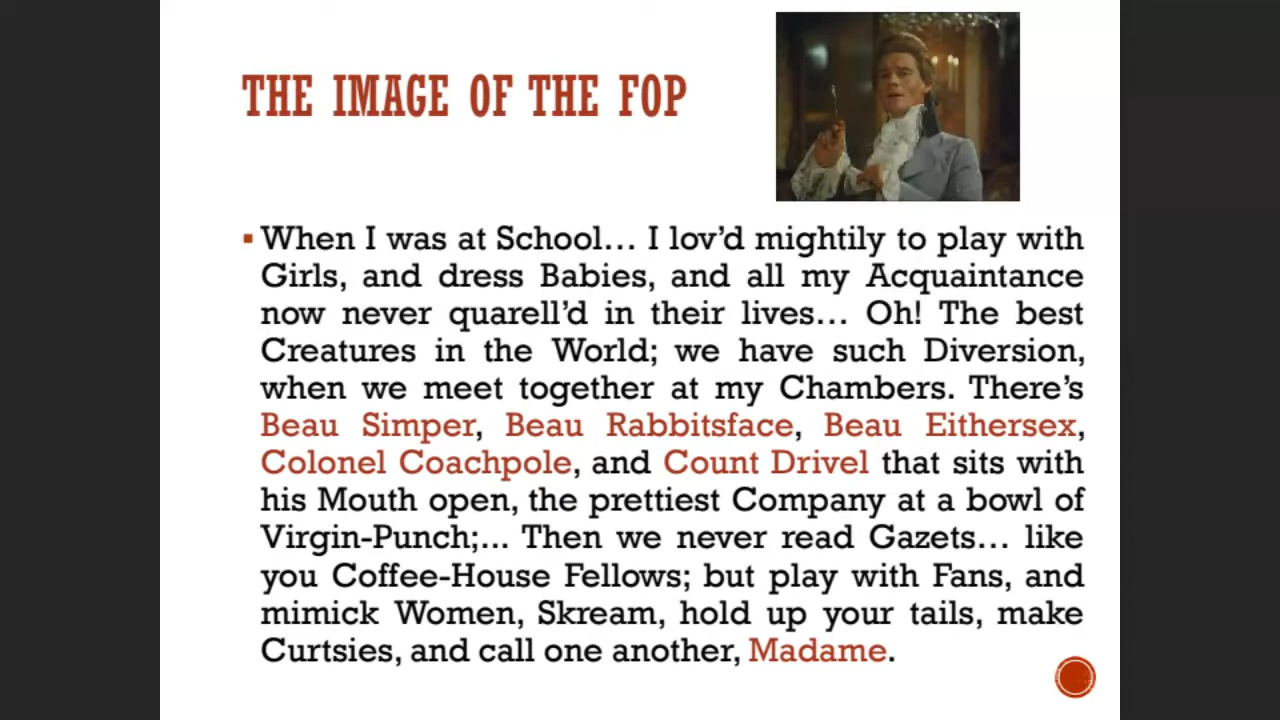 THE IMAGE OF THE FOP
When I was at School... I lov’d mightily to play with
Girls, and dress Babies, and all my Acquaintance
now never quarell’d in their lives... Oh! The best
Creatures in the World; we have such Diversion,
when we meet together at my Chambers. There’s
Beau Simper, Beau Rabbitsface, Beau Eithersex,
Colonel Coachpole, and Count Drivel that sits with
his Mouth open, the prettiest Company at a bowl of
Virgin-Punch;... Then we never read Gazets... like
you Coffee-House Fellows; but play with Fans, and
mimick Women, Skream, hold up your tails, make
Curtsies, and call one another, Madame.